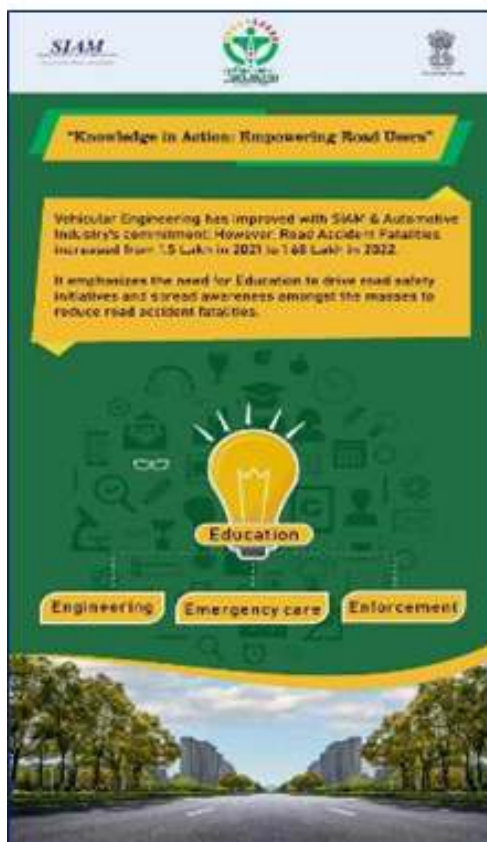 SIAM
"Knowledge in Action: Empowering Road Users"
Vehicular Engineering has improved with SIAM & Automotive
Industry's commitment. However, Road Accident Fatalities
increased from 1.5 Lakh in 2021 to 1.68 Lakh in 2022.
It emphasizes the need for Education to drive road safety
initiatives and spread awareness amongst the masses to
reduce road accident fatalities.
Education
Engineering
Emergency care
Enforcement